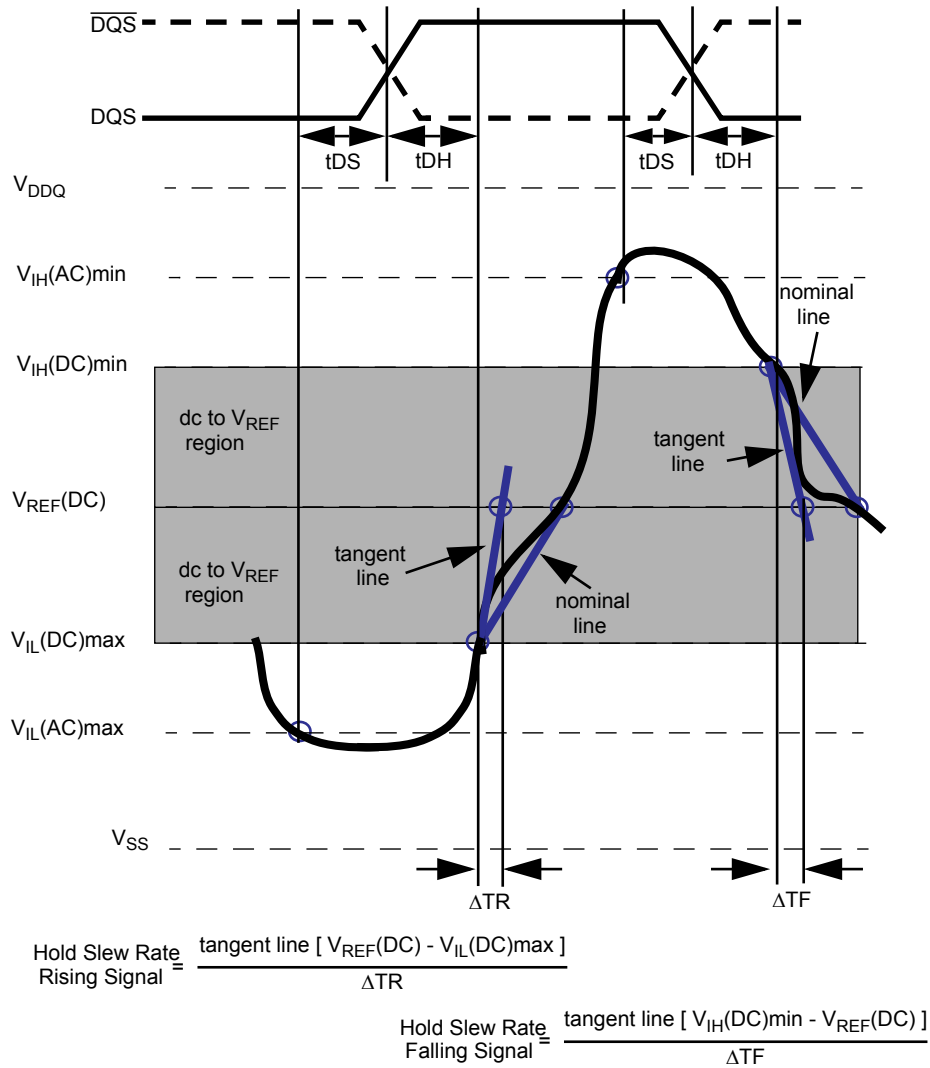 DQS
DQS
tDS
tDH
tDS
tDH
VDDQ
VIH(AC)min
nominal
line
VIH(DC)min
dc to VREF
region
tangent
line
VREF(DC)
tangent
line
dc to VREF
region
nominal
line
VIL(DC)max
VIL(AC)max
VSS
ΔTR
ΔTF
Hold Slew Rate
Rising Signal
=
tangent line [ VREF(DC) - VIL(DC)max ]
ΔTR
Hold Slew Rate
Falling Signal
=
tangent line [ VIH(DC)min - VREF(DC) ]
ΔTF